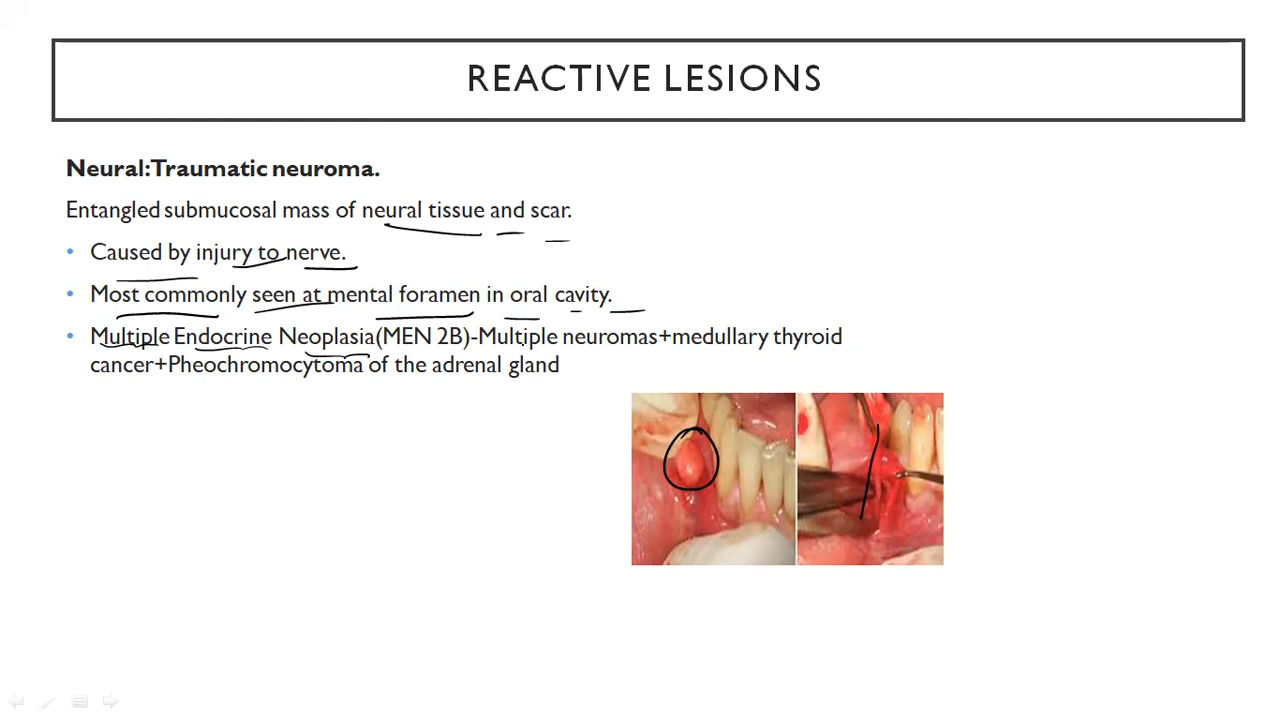 REACTIVE LESIONS
Neural:Traumatic neuroma.
Entangled submucosal mass of neural tissue and scar.
• Caused by injury to nerve.
• Most commonly seen at mental foramen in oral cavity.
• Multiple Endocrine Neoplasia(MEN 2B)-Multiple neuromas+medullary thyroid
cancer+Pheochromocytoma of the adrenal gland